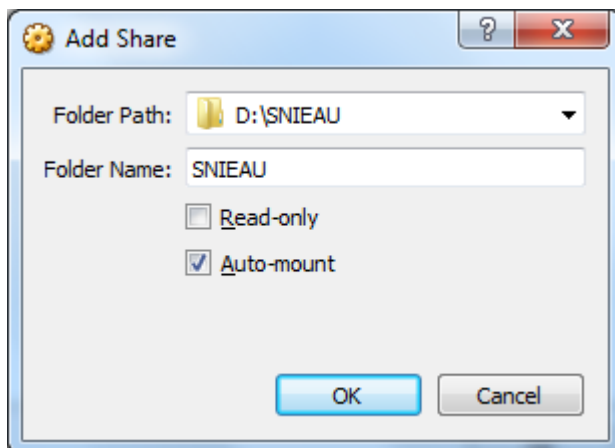 Add Share
?
Folder Path: D:\SNIEAU
Folder Name: SNIEAU
Read-only
Auto-mount
OK Cancel